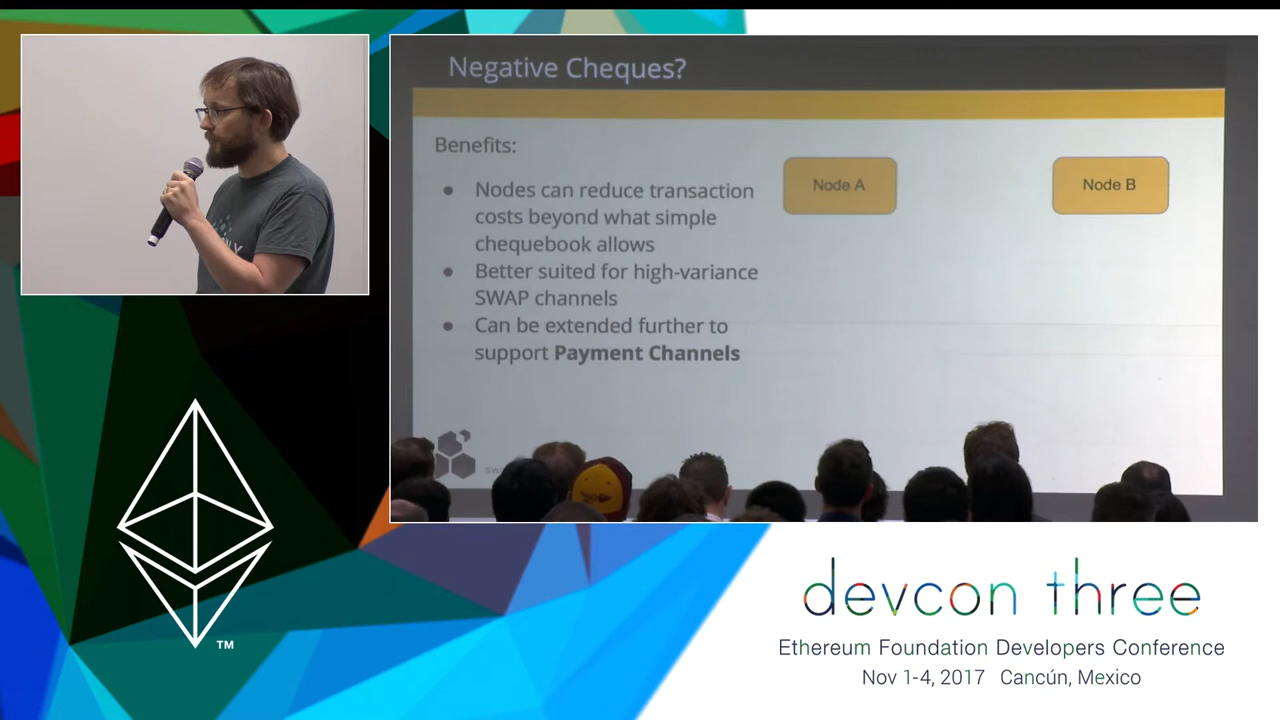 Negative Cheques?
Benefits:
● Nodes can reduce transaction
costs beyond what simple
chequebook allows
● Better suited for high-variance
SWAP channels
● Can be extended further to
support Payment Channels
Node A
Node B
TM
devcon three
Ethereum Foundation Developers Conference
Nov 1-4, 2017 Cancún, Mexico